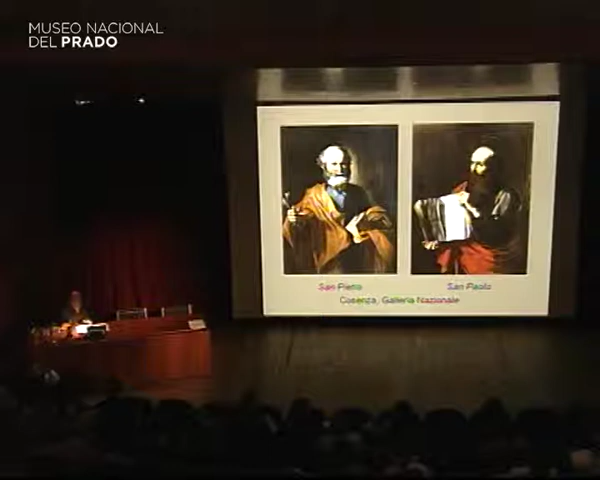 MUSEO NACIONAL
DEL PRADO
San Pietro
San Paolo
Cosenza, Galleria Nazionale